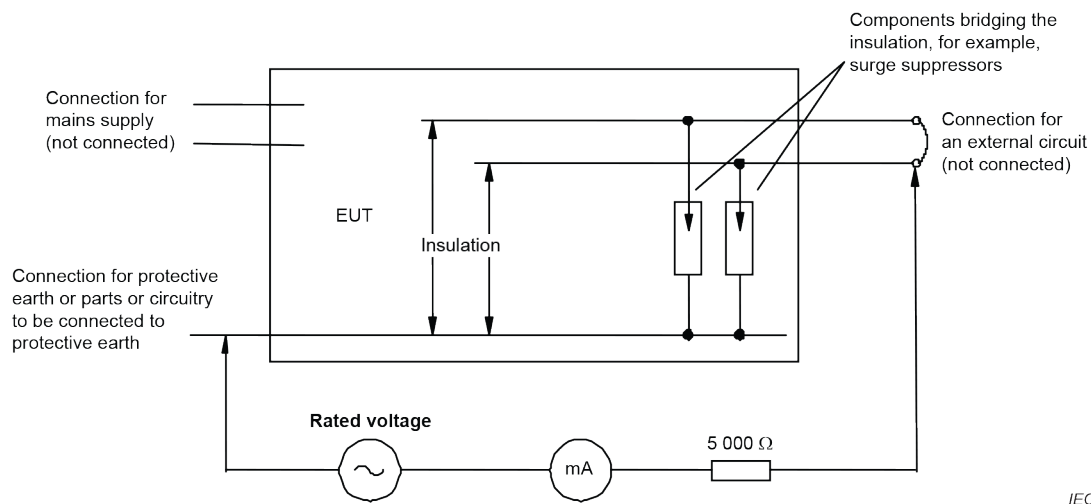 Components bridging the
insulation, for example,
surge suppressors
Connection for
mains supply
(not connected)
Connection for
an external circuit
(not connected)
EUT
Insulation
Connection for protective
earth or parts or circuitry
to be connected to
protective earth
Rated voltage
5 000 Ω
mA
IEC